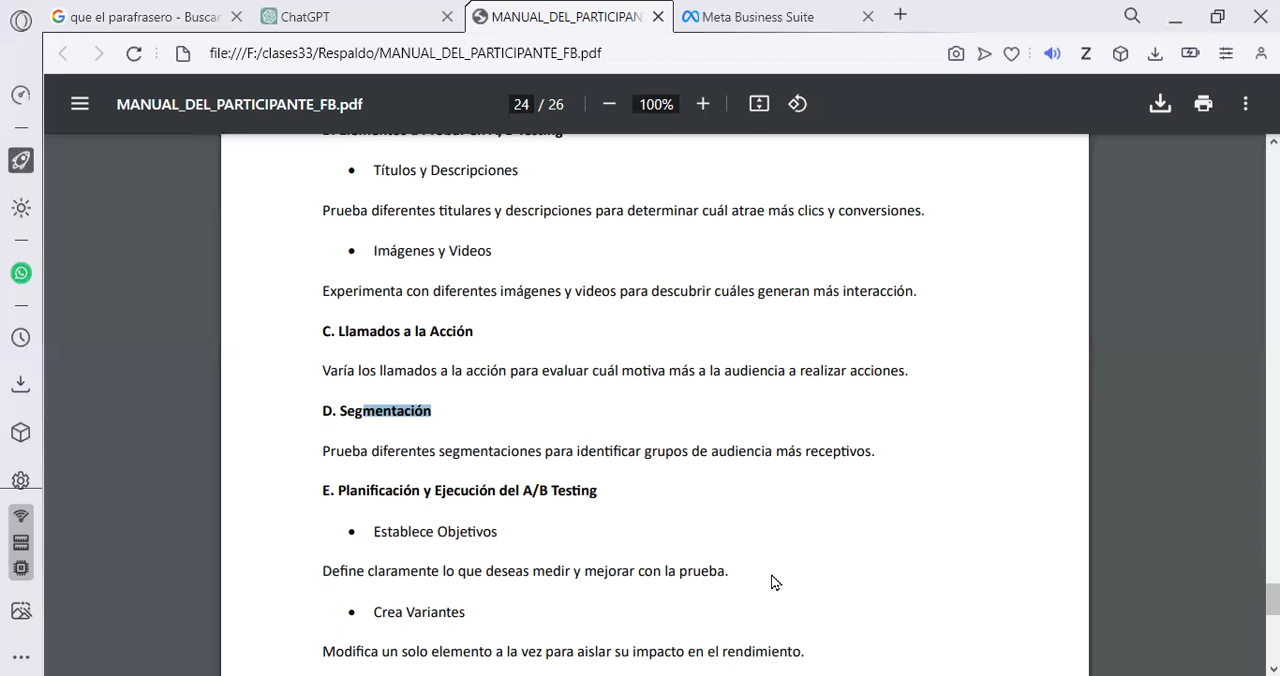 que el parafrasero - Buscar
ChatGPT
MANUAL_DEL_PARTICIPAN
Meta Business Suite
file:///F:/clases33/Respaldo/MANUAL_DEL_PARTICIPANTE_FB.pdf
MANUAL_DEL_PARTICIPANTE_FB.pdf
24 / 26
100%
• Títulos y Descripciones
Prueba diferentes titulares y descripciones para determinar cuál atrae más clics y conversiones.
• Imágenes y Videos
Experimenta con diferentes imágenes y videos para descubrir cuáles generan más interacción.
C. Llamados a la Acción
Varía los llamados a la acción para evaluar cuál motiva más a la audiencia a realizar acciones.
D. Segmentación
Prueba diferentes segmentaciones para identificar grupos de audiencia más receptivos.
E. Planificación y Ejecución del A/B Testing
• Establece Objetivos
Define claramente lo que deseas medir y mejorar con la prueba.
• Crea Variantes
Modifica un solo elemento a la vez para aislar su impacto en el rendimiento.